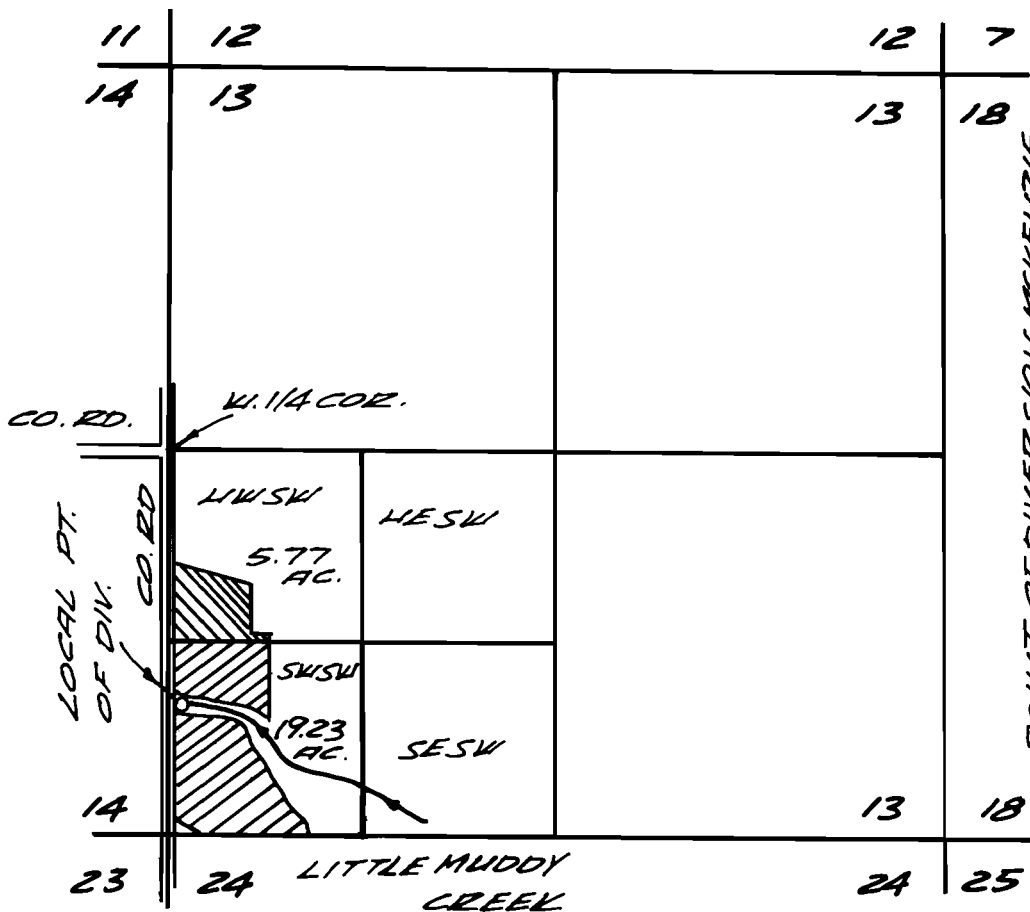 11 12
12 7
14 13
13 18
W. 1/4 COR.
CO. RD.
NWSW
NESW
5.77
AC.
CO. RD
LOCAL PT.
OF DIV.
SWSW
19.23
AC.
SESW
14
13 18
23 24
24 25
LITTLE MUDDY
CREEK